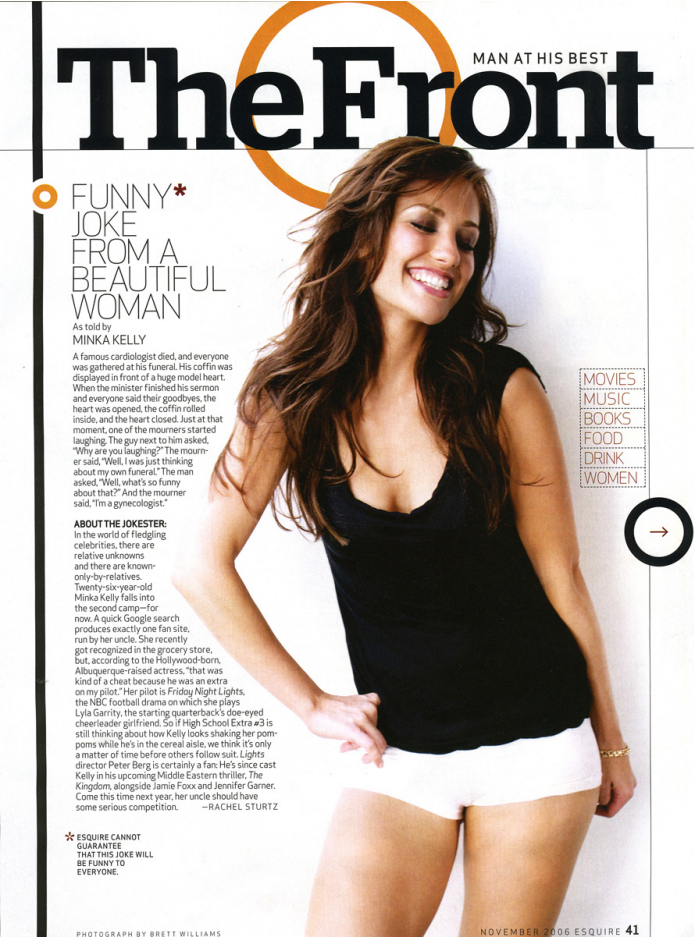 MAN AT HIS BEST
The Front
FUNNY*
JOKE
FROM A
BEAUTIFUL
WOMAN
As told by
MINKA KELLY
A famous cardiologist died, and everyone
was gathered at his funeral. His coffin was
displayed in front of a huge model heart.
When the minister finished his sermon
and everyone said their goodbyes, the
heart was opened, the coffin rolled
inside, and the heart closed. Just at that
moment, one of the mourners started
laughing. The guy next to him asked,
"Why are you laughing?" The mourn-
er said, "Well, I was just thinking
about my own funeral." The man
asked, "Well, what's so funny
about that?" And the mourner
said, "I'm a gynecologist."
ABOUT THE JOKESTER:
In the world of fledgling
celebrities, there are
relative unknowns
and there are known-
only-by-relatives.
Twenty-six-year-old
Minka Kelly falls into
the second camp—for
now. A quick Google search
produces exactly one fan site,
run by her uncle. She recently
got recognized in the grocery store,
but, according to the Hollywood-born,
Albuquerque-raised actress, "that was
kind of a cheat because he was an extra
on my pilot." Her pilot is Friday Night Lights,
the NBC football drama on which she plays
Lyla Garrity, the starting quarterback's doe-eyed
cheerleader girlfriend. So if High School Extra #3 is
still thinking about how Kelly looks shaking her pom-
poms while he's in the cereal aisle, we think it's only
a matter of time before others follow suit. Lights
director Peter Berg is certainly a fan: He's since cast
Kelly in his upcoming Middle Eastern thriller, The
Kingdom, alongside Jamie Foxx and Jennifer Garner.
Come this time next year, her uncle should have
some serious competition. —RACHEL STURTZ
* ESQUIRE CANNOT
GUARANTEE
THAT THIS JOKE WILL
BE FUNNY TO
EVERYONE.
MOVIES
MUSIC
BOOKS
FOOD
DRINK
WOMEN
→
PHOTOGRAPH BY BRETT WILLIAMS
NOVEMBER 2006 ESQUIRE 41